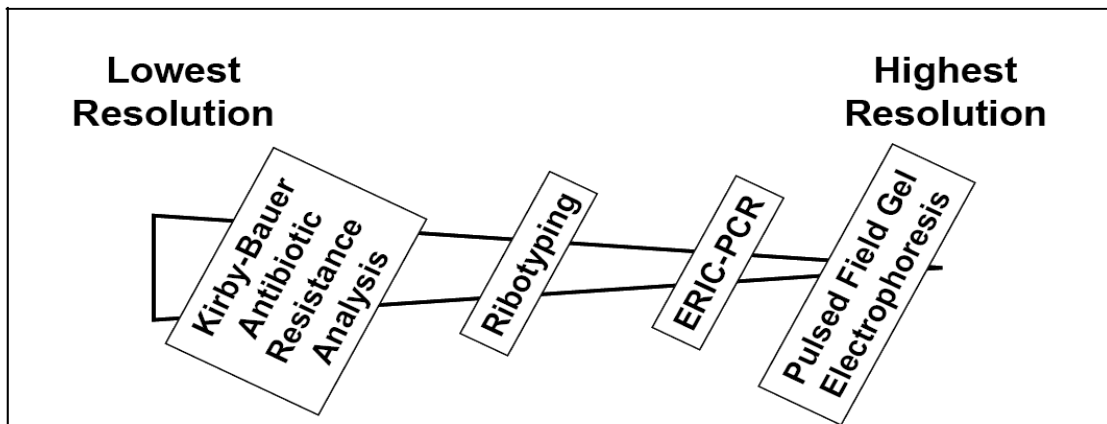 Lowest
Resolution
Highest
Resolution
Kirby-Bauer
Antibiotic
Resistance
Analysis
Ribotyping
ERIC-PCR
Pulsed Field Gel
Electrophoresis